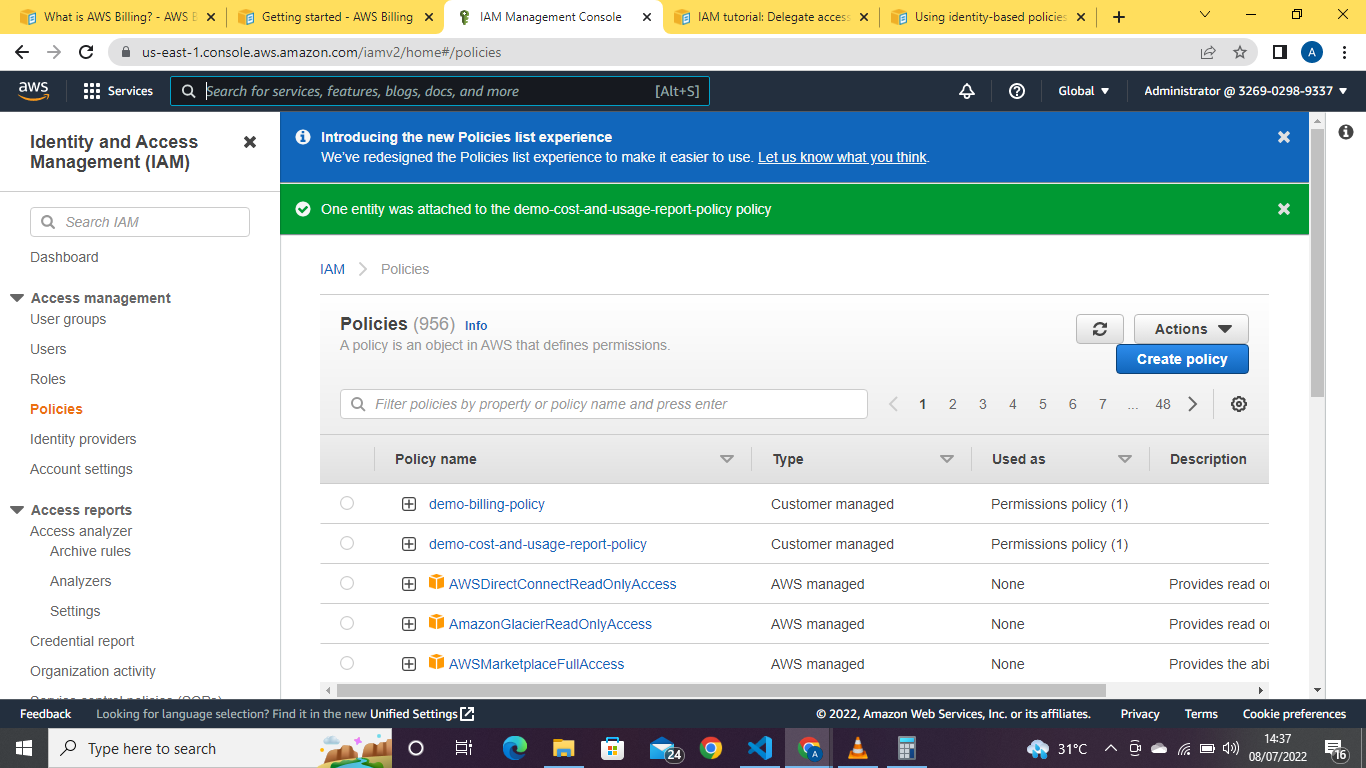 What is AWS Billing? - AWS B
Getting started - AWS Billing
IAM Management Console
IAM tutorial: Delegate access
Using identity-based policies
us-east-1.console.aws.amazon.com/iamv2/home#/policies
A
aws
Services
Search for services, features, blogs, docs, and more
[Alt+S]
Global
Administrator @ 3269-0298-9337
Identity and Access
Management (IAM)
Search IAM
Dashboard
Access management
User groups
Users
Roles
Policies
Identity providers
Account settings
Access reports
Access analyzer
Archive rules
Analyzers
Settings
Credential report
Organization activity
Service control policies (SCPs)
Introducing the new Policies list experience
We've redesigned the Policies list experience to make it easier to use. Let us know what you think.
One entity was attached to the demo-cost-and-usage-report-policy policy
IAM
Policies
Policies (956) Info
A policy is an object in AWS that defines permissions.
Actions
Create policy
Filter policies by property or policy name and press enter
1 2 3 4 5 6 7 ... 48
Policy name Type Used as Description
demo-billing-policy Customer managed Permissions policy (1)
demo-cost-and-usage-report-policy Customer managed Permissions policy (1)
AWSDirectConnectReadOnlyAccess AWS managed None Provides read or
AmazonGlacierReadOnlyAccess AWS managed None Provides read or
AWSMarketplaceFullAccess AWS managed None Provides the abi
Feedback
Looking for language selection? Find it in the new Unified Settings
© 2022, Amazon Web Services, Inc. or its affiliates.
Privacy
Terms
Cookie preferences
Type here to search
24
A
31°C
14:37
08/07/2022
16